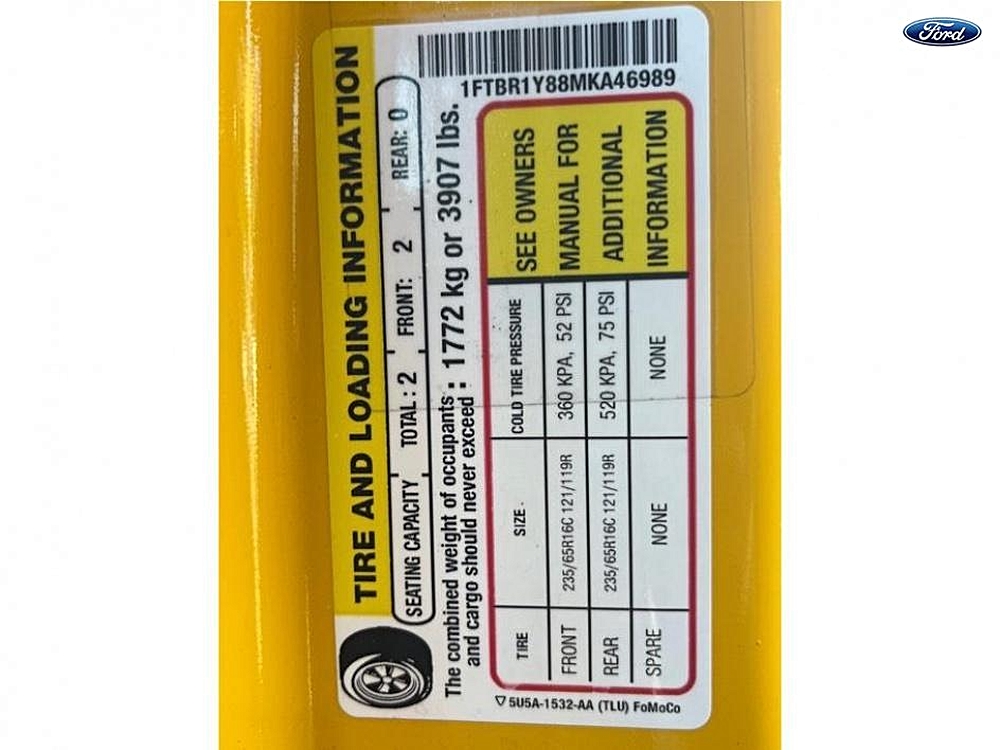 Ford
TIRE AND LOADING INFORMATION
SEATING CAPACITY TOTAL : 2 FRONT: 2 REAR: 0
The combined weight of occupants
and cargo should never exceed : 1772 kg or 3907 lbs.
1FTBR1Y88MKA46989
TIRE SIZE COLD TIRE PRESSURE
FRONT 235/65R16C 121/119R 360 KPA, 52 PSI
REAR 235/65R16C 121/119R 520 KPA, 75 PSI
SPARE NONE NONE
SEE OWNERS
MANUAL FOR
ADDITIONAL
INFORMATION
5U5A-1532-AA (TLU) FoMoCo